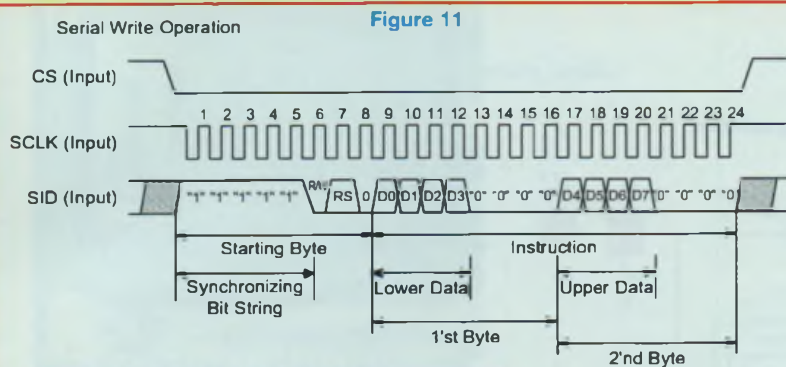 Figure 11
Serial Write Operation
CS (Input)
1 2 3 4 5 6 7 8 9 10 11 12 13 14 15 16 17 18 19 20 21 22 23 24
SCLK (Input)
SID (Input) "1" "1" "1" "1" "1" R/W RS 0 D0 D1 D2 D3 "0" "0" "0" "0" D4 D5 D6 D7 "0" "0" "0" "0"
Starting Byte Instruction
Synchronizing Lower Data Upper Data
Bit String
1'st Byte
2'nd Byte